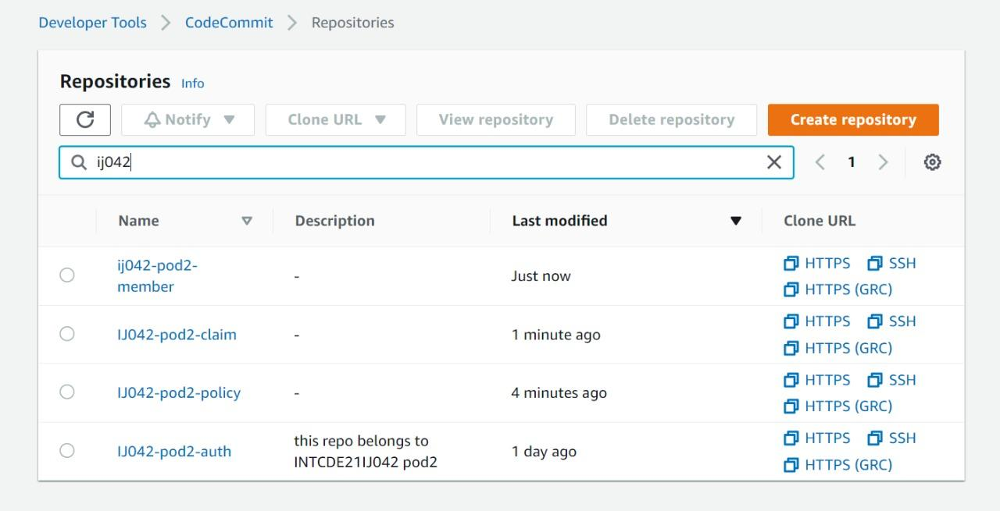 Developer Tools > CodeCommit > Repositories
Repositories Info
Notify Clone URL View repository Delete repository Create repository
ij042 1
Name Description Last modified Clone URL
ij042-pod2-
member
-
Just now
HTTPS SSH
HTTPS (GRC)
IJ042-pod2-claim
-
1 minute ago
HTTPS SSH
HTTPS (GRC)
IJ042-pod2-policy
-
4 minutes ago
HTTPS SSH
HTTPS (GRC)
IJ042-pod2-auth
this repo belongs to
INTCDE21IJ042 pod2
1 day ago
HTTPS SSH
HTTPS (GRC)